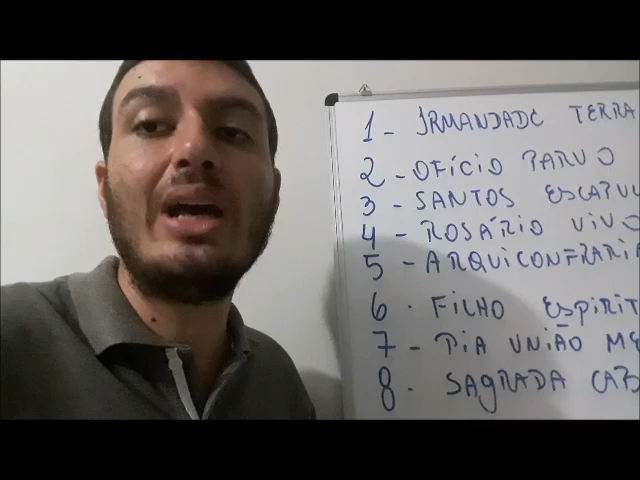 1 - IRMANDADE TERRA
2 - OFÍCIO PARVO
3 - SANTOS ESCAPUL
4 - ROSÁRIO VIVO
5 - ARQUICONFRARIA
6 - FILHO ESPIRIT
7 - PIA UNIÃO ME
8 - SAGRADA CAB